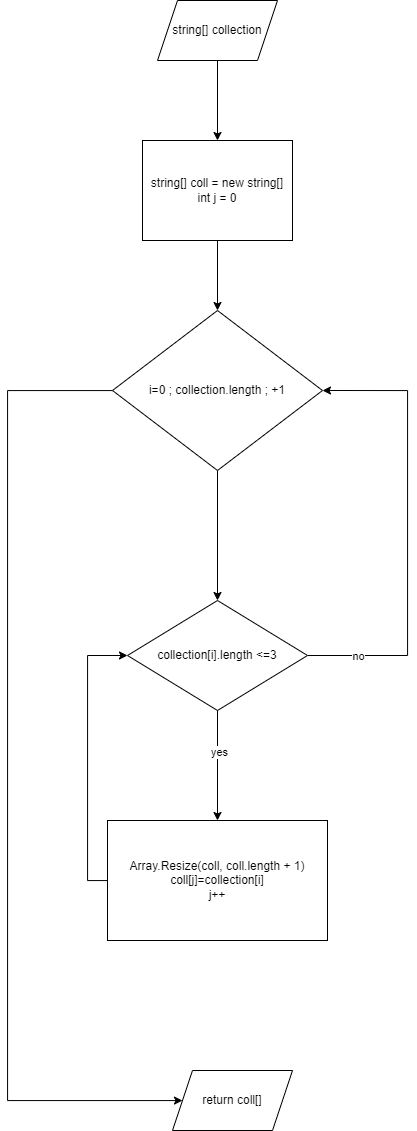 string[] collection
string[] coll = new string[]
int j = 0
i=0 ; collection.length ; +1
collection[i].length <=3
no
yes
Array.Resize(coll, coll.length + 1)
coll[j]=collection[i]
j++
return coll[]